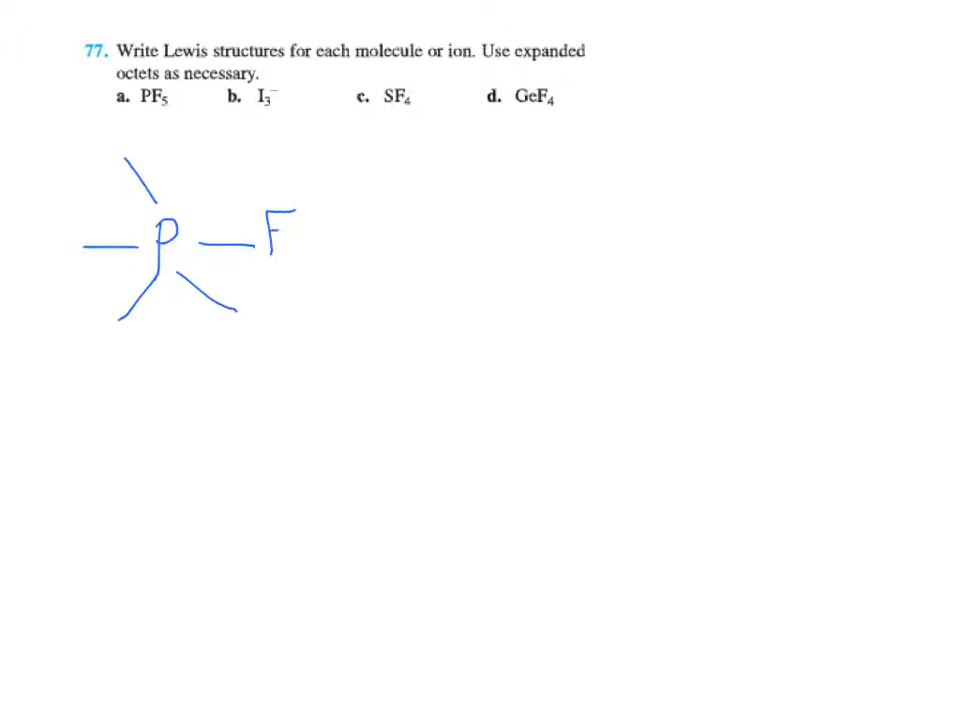 77. Write Lewis structures for each molecule or ion. Use expanded
octets as necessary.
a. PF₅ b. I₃⁻ c. SF₄ d. GeF₄
P — F